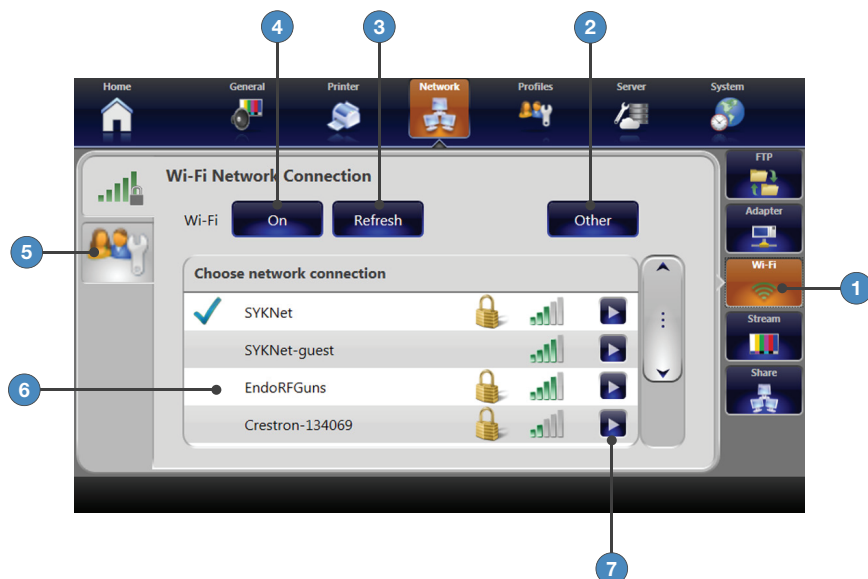 4 3 2
Home General Printer Network Profiles Server System
FTP
Wi-Fi Network Connection
Wi-Fi On Refresh Other
Adapter
5
Choose network connection
Wi-Fi
1
SYKNet
Stream
SYKNet-guest
Share
6
EndoRFGuns
Crestron-134069
7